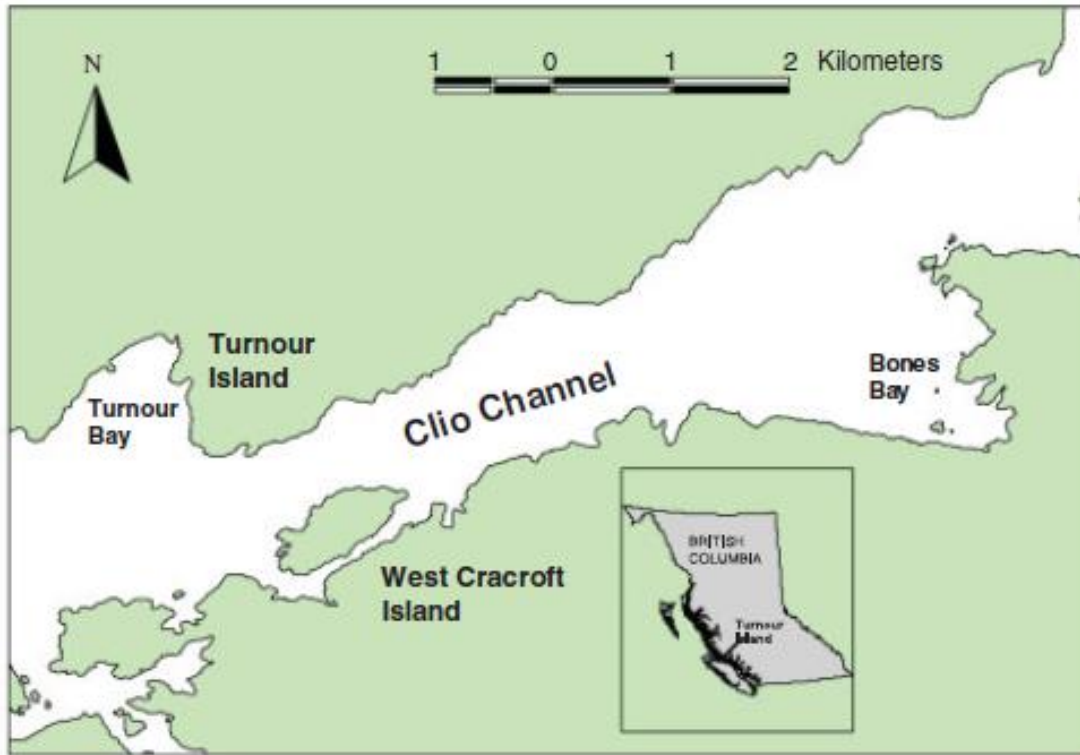 N
1 0 1 2 Kilometers
Turnour
Island
Turnour
Bay
Clio Channel
Bones
Bay
West Cracroft
Island
BRITISH
COLUMBIA
Turnour
Island